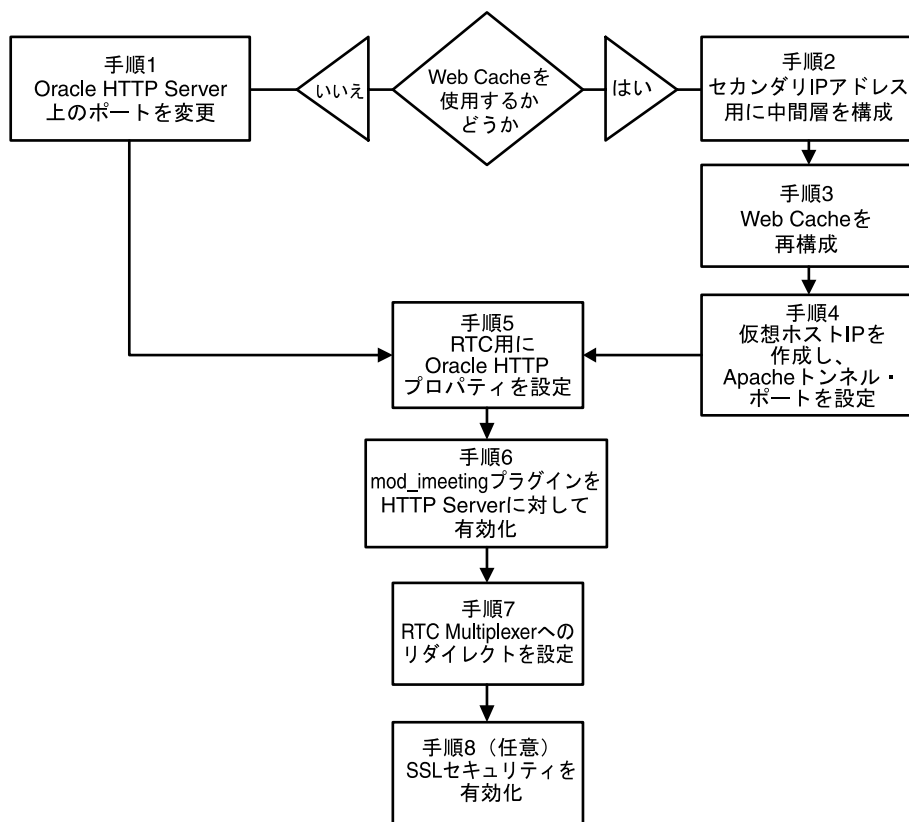 手順1
Oracle HTTP Server
上のポートを変更
いいえ
Web Cacheを
使用するか
どうか
はい
手順2
セカンダリIPアドレス
用に中間層を構成
手順3
Web Cacheを
再構成
手順4
仮想ホストIPを
作成し、
Apacheトンネル・
ポートを設定
手順5
RTC用に
Oracle HTTP
プロパティを設定
手順6
mod_imeetingプラグインを
HTTP Serverに対して
有効化
手順7
RTC Multiplexerへの
リダイレクトを設定
手順8（任意）
SSLセキュリティを
有効化